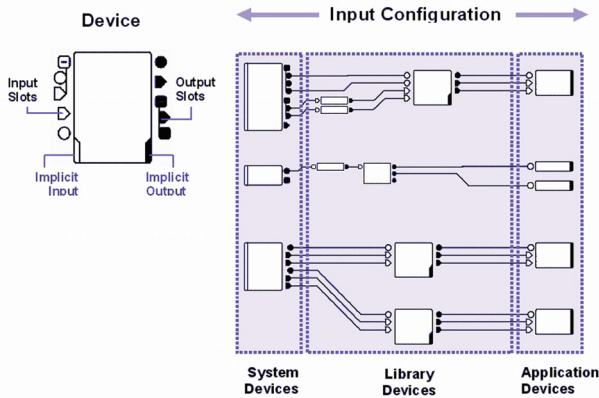 Device
Input Configuration
Input
Slots
Output
Slots
Implicit
Input
Implicit
Output
System
Devices
Library
Devices
Application
Devices